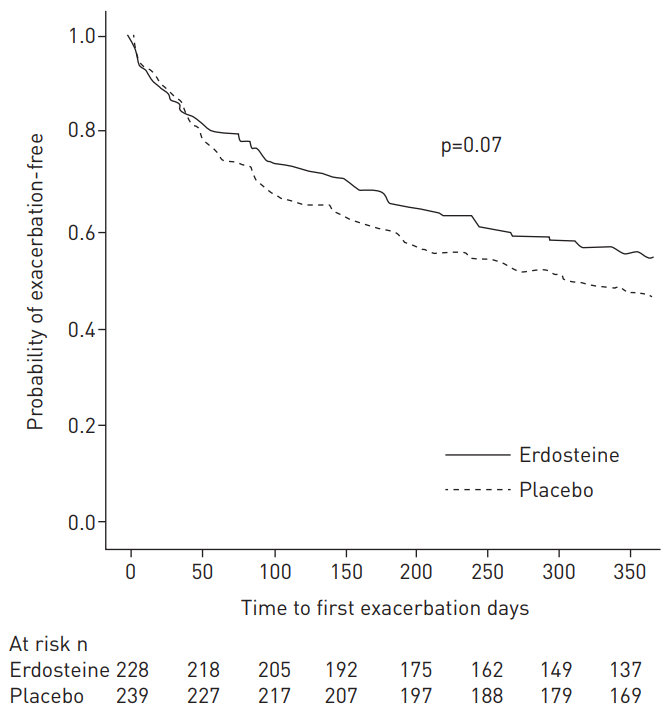 Probability of exacerbation-free
1.0
0.8
0.6
0.4
0.2
0.0
p=0.07
Erdosteine
Placebo
0 50 100 150 200 250 300 350
Time to first exacerbation days
At risk n
Erdosteine 228 218 205 192 175 162 149 137
Placebo 239 227 217 207 197 188 179 169